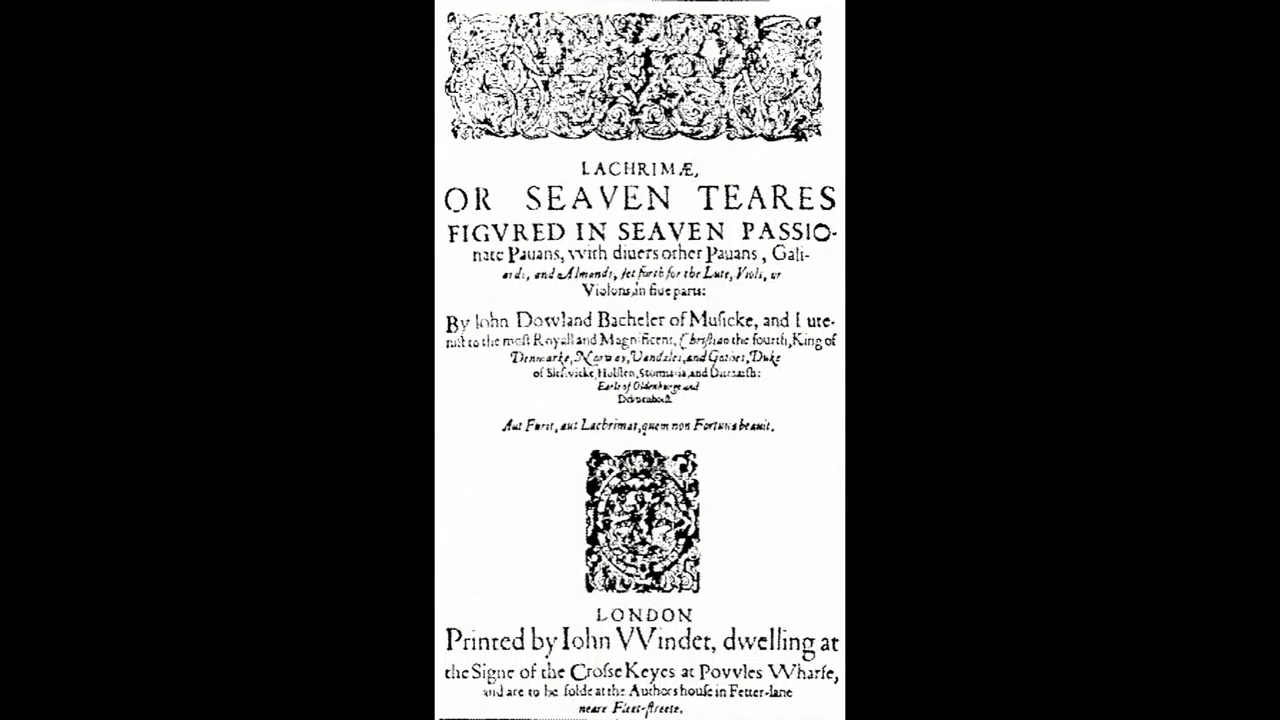 LACHRIMÆ,
OR SEAVEN TEARES
FIGVRED IN SEAVEN PASSIO-
nate Pauans, vvith diuers other Pauans, Gali-
ards, and Almands, ſet forth for the Lute, Viols, or
Violons, in fiue parts:
By Iohn Dowland Bacheler of Muſicke, and Lute-
niſt to the moſt Royall and Magnificent, Chriſtian the fourth, King of
Denmarke, Norway, Vandales, and Gothes, Duke
of Sleſwicke, Holſten, Stormaria, and
Earle of Oldenburge and
Aut Furit, aut Lachrimat, quem non Fortuna beauit.
LONDON
Printed by Iohn VVindet, dwelling at
the Signe of the Croſse Keyes at Povvles Wharfe,
and are to be ſolde at the Authors houſe in Fetter-lane
neare Fleet-ſtreete.